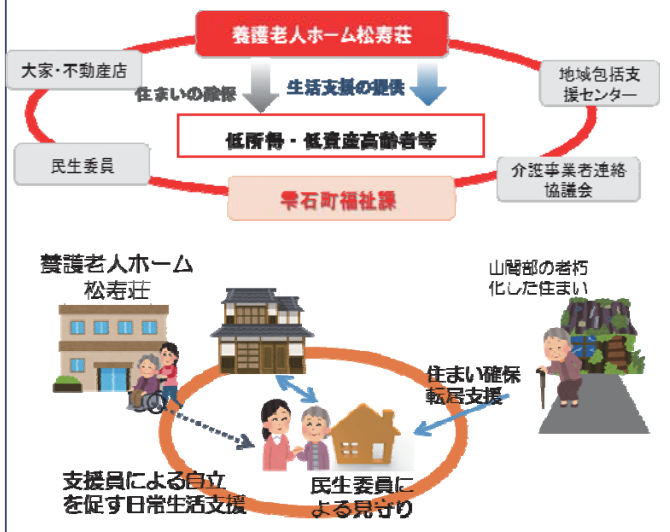 養護老人ホーム松寿荘
大家・不動産店
住まいの確保
生活支援の提供
地域包括支
援センター
低所得・低資産高齢者等
民生委員
雫石町福祉課
介護事業者連絡
協議会
養護老人ホーム
松寿荘
山間部の老朽
化した住まい
住まい確保
転居支援
支援員による自立
を促す日常生活支援
民生委員に
よる見守り